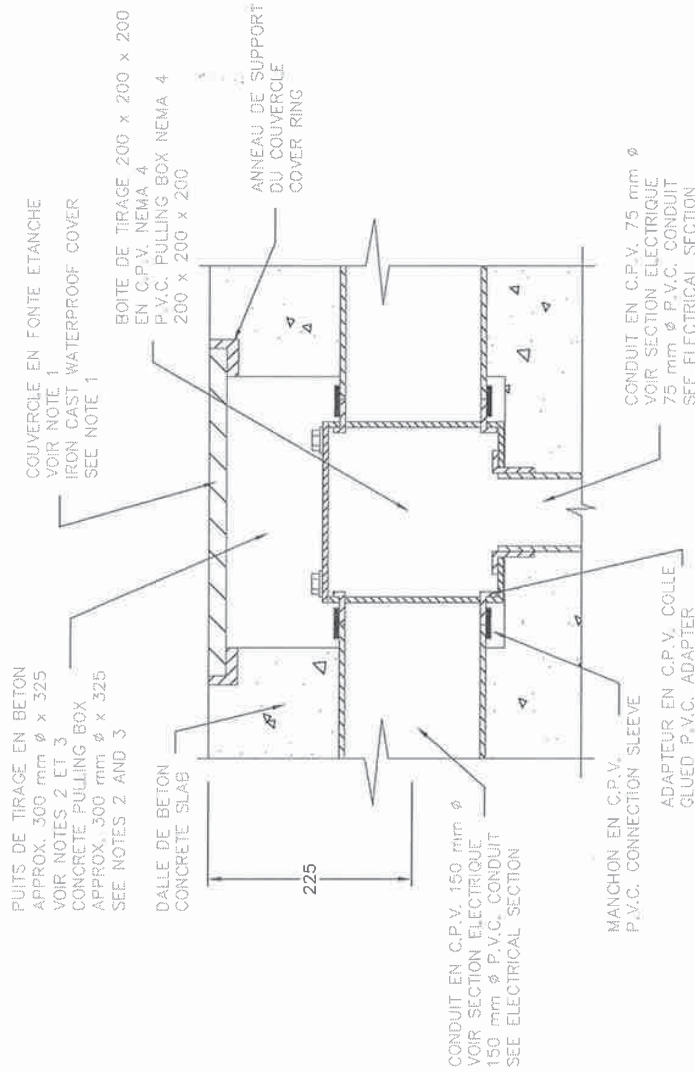 PUITS DE TIRAGE EN BETON
APPROX. 300 mm ø x 325
VOIR NOTES 2 ET 3
CONCRETE PULLING BOX
APPROX. 300 mm ø x 325
SEE NOTES 2 AND 3
DALLE DE BETON
CONCRETE SLAB
COUVERCLE EN FONTE ETANCHE
VOIR NOTE 1
IRON CAST WATERPROOF COVER
SEE NOTE 1
BOITE DE TIRAGE 200 x 200 x 200
EN C.P.V. NEMA 4
P.V.C. PULLING BOX NEMA 4
200 x 200 x 200
ANNEAU DE SUPPORT
DU COUVERCLE
COVER RING
225
CONDUIT EN C.P.V. 150 mm ø
VOIR SECTION ELECTRIQUE
150 mm ø P.V.C. CONDUIT
SEE ELECTRICAL SECTION
MANCHON EN C.P.V.
P.V.C. CONNECTION SLEEVE
ADAPTEUR EN C.P.V. COLLE
GLUED P.V.C. ADAPTER
CONDUIT EN C.P.V. 75 mm ø
VOIR SECTION ELECTRIQUE
75 mm ø P.V.C. CONDUIT
SEE ELECTRICAL SECTION